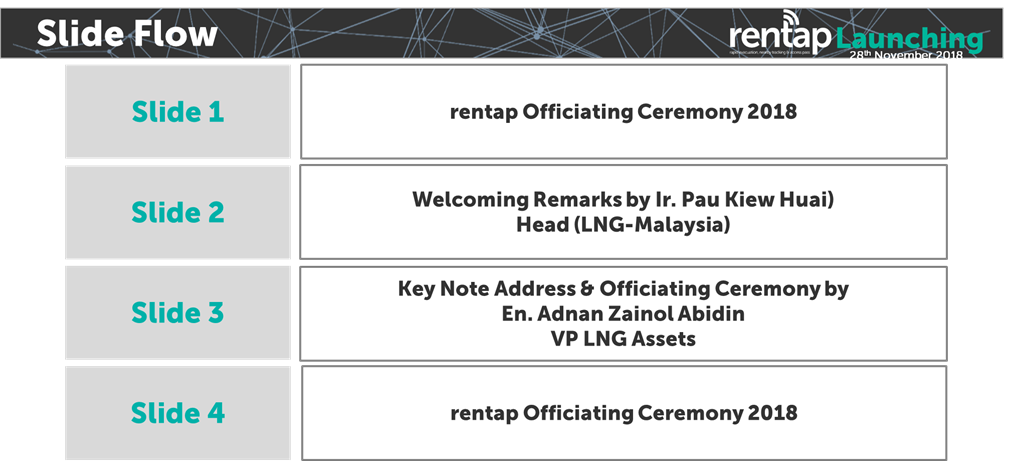 Slide Flow
rentap Launching
28th November 2018
Slide 1
rentap Officiating Ceremony 2018
Slide 2
Welcoming Remarks by Ir. Pau Kiew Huai)
Head (LNG-Malaysia)
Slide 3
Key Note Address & Officiating Ceremony by
En. Adnan Zainol Abidin
VP LNG Assets
Slide 4
rentap Officiating Ceremony 2018